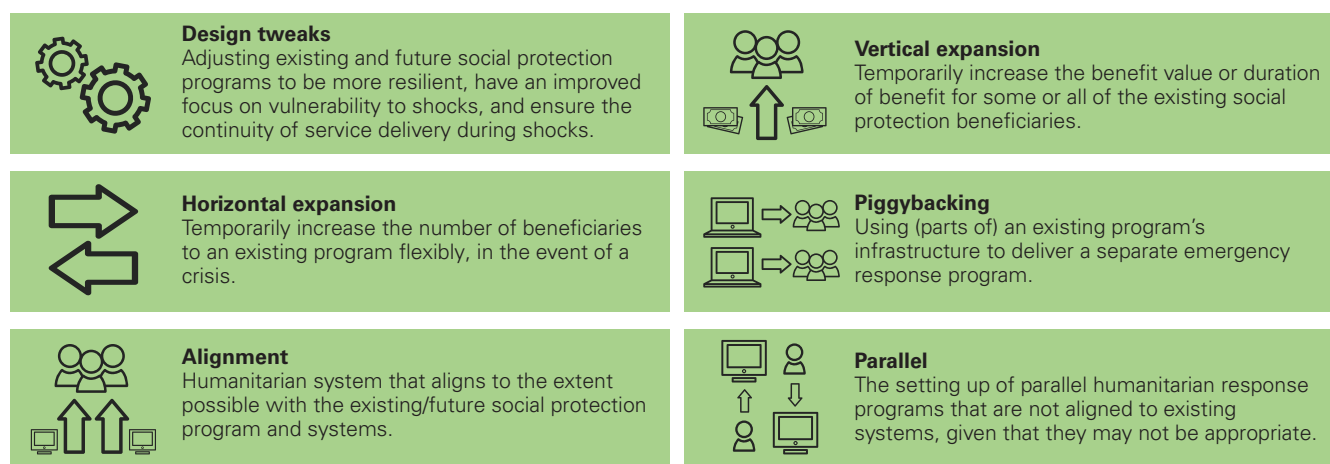 Design tweaks
Adjusting existing and future social protection
programs to be more resilient, have an improved
focus on vulnerability to shocks, and ensure the
continuity of service delivery during shocks.
Vertical expansion
Temporarily increase the benefit value or duration
of benefit for some or all of the existing social
protection beneficiaries.
Horizontal expansion
Temporarily increase the number of beneficiaries
to an existing program flexibly, in the event of a
crisis.
Piggybacking
Using (parts of) an existing program's
infrastructure to deliver a separate emergency
response program.
Alignment
Humanitarian system that aligns to the extent
possible with the existing/future social protection
program and systems.
Parallel
The setting up of parallel humanitarian response
programs that are not aligned to existing
systems, given that they may not be appropriate.